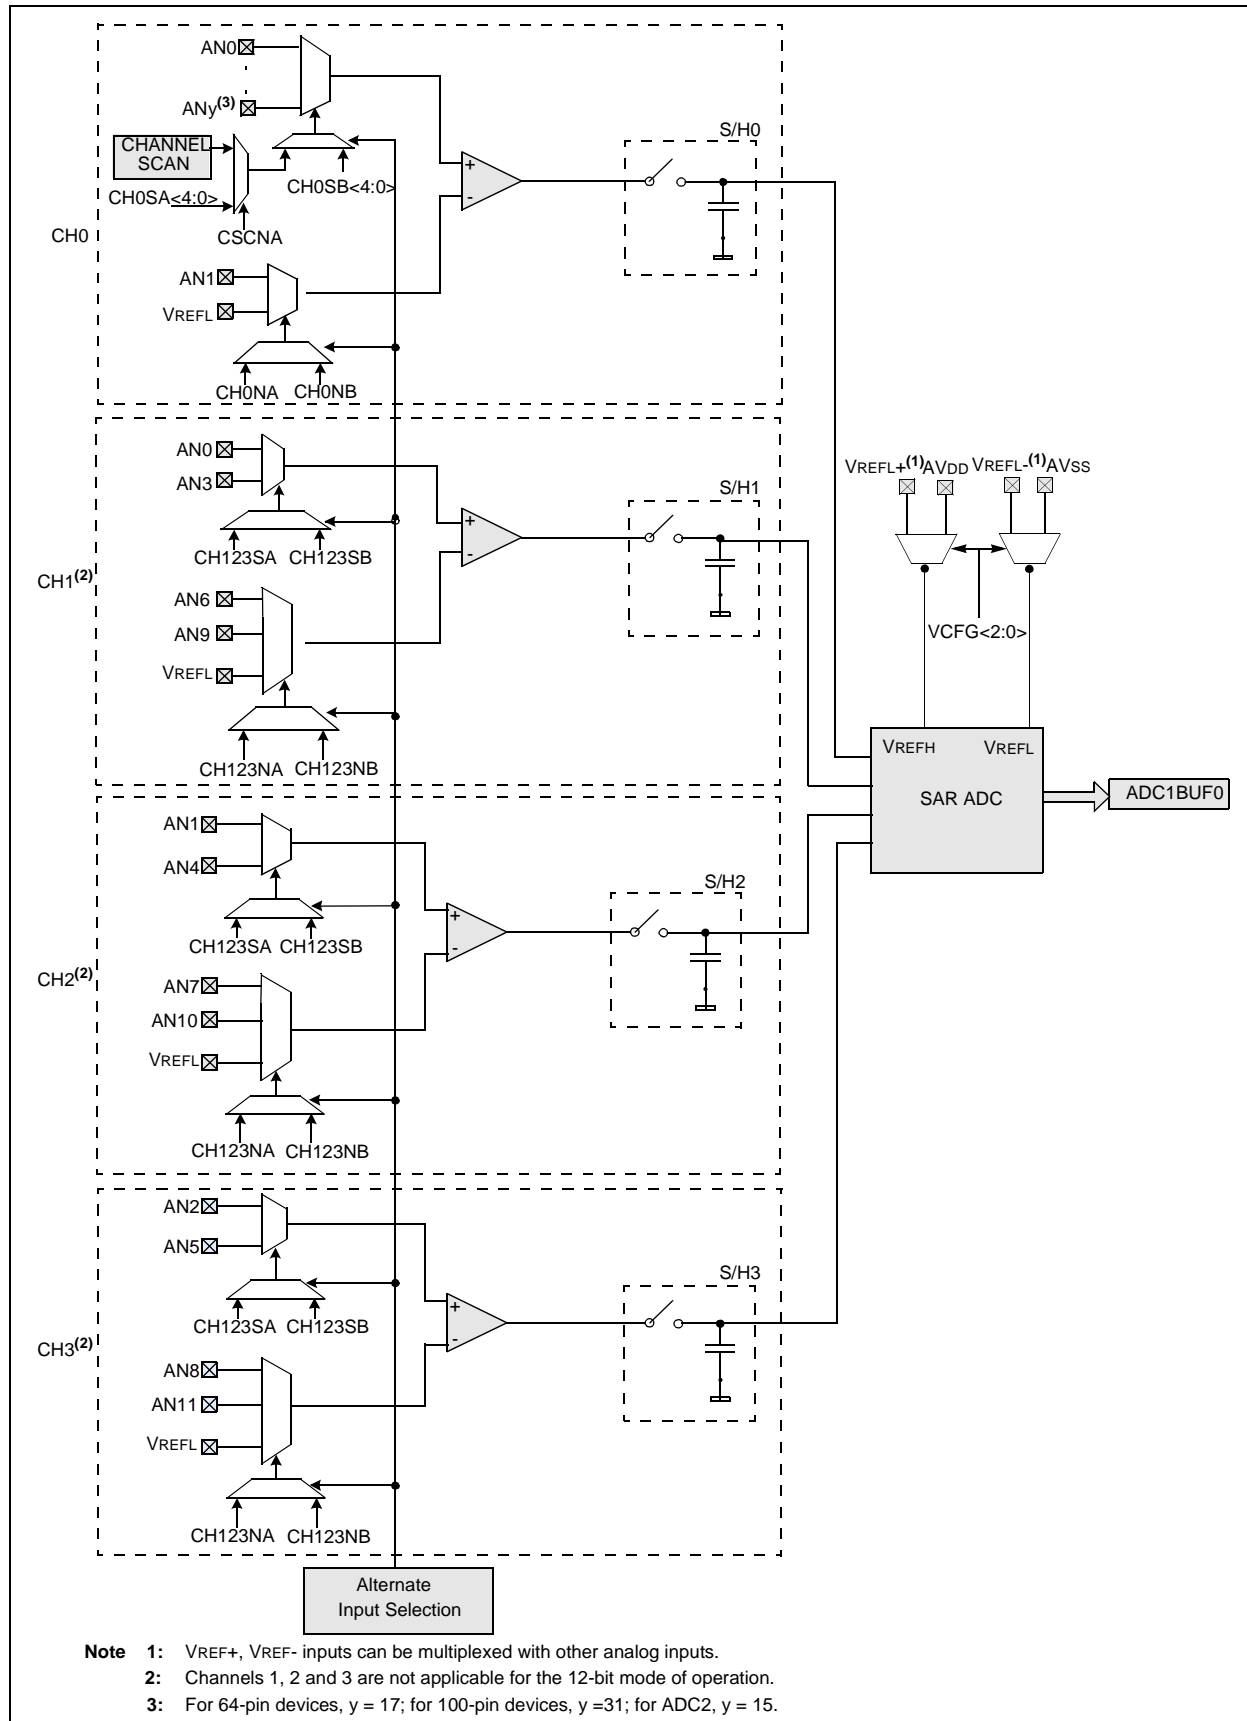 AN0
ANy(3)
CHANNEL
SCAN
CH0SA<4:0>
CH0SB<4:0>
CSCNA
S/H0
+
-
CH0
AN1
VREFL
CH0NA CH0NB
AN0
AN3
CH123SA CH123SB
S/H1
+
-
CH1(2)
AN6
AN9
VREFL
CH123NA CH123NB
VREFL+(1) AVDD VREFL-(1) AVSS
VCFG<2:0>
VREFH VREFL
SAR ADC
ADC1BUF0
AN1
AN4
CH123SA CH123SB
S/H2
+
-
CH2(2)
AN7
AN10
VREFL
CH123NA CH123NB
AN2
AN5
CH123SA CH123SB
S/H3
+
-
CH3(2)
AN8
AN11
VREFL
CH123NA CH123NB
Alternate
Input Selection
Note 1: VREF+, VREF- inputs can be multiplexed with other analog inputs.
2: Channels 1, 2 and 3 are not applicable for the 12-bit mode of operation.
3: For 64-pin devices, y = 17; for 100-pin devices, y =31; for ADC2, y = 15.